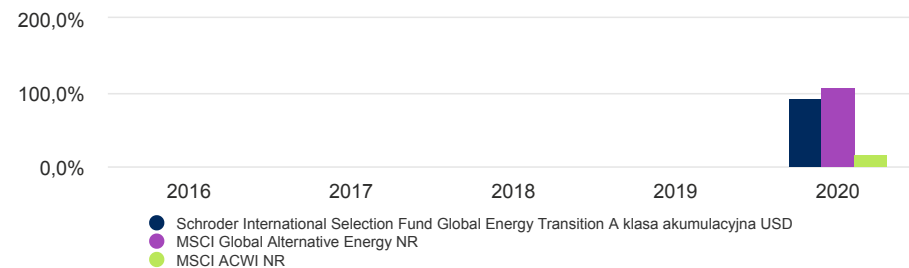 200,0%
100,0%
0,0%
2016 2017 2018 2019 2020
Schroder International Selection Fund Global Energy Transition A klasa akumulacyjna USD
MSCI Global Alternative Energy NR
MSCI ACWI NR